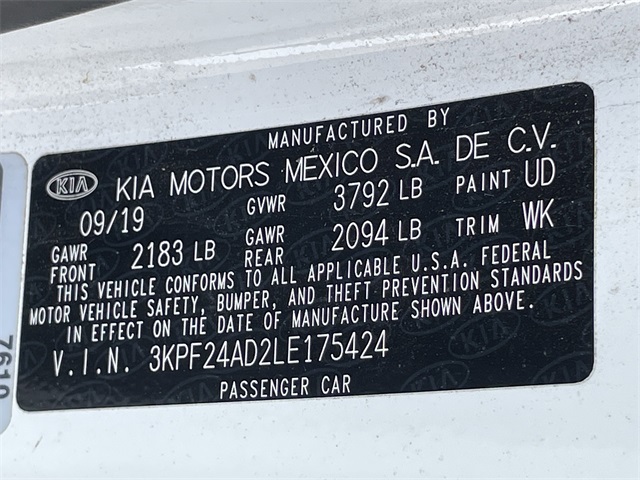 MANUFACTURED BY
KIA KIA MOTORS MEXICO S.A. DE C.V.
09/19 GVWR 3792 LB PAINT UD
GAWR FRONT 2183 LB GAWR REAR 2094 LB TRIM WK
THIS VEHICLE CONFORMS TO ALL APPLICABLE U.S.A. FEDERAL
MOTOR VEHICLE SAFETY, BUMPER, AND THEFT PREVENTION STANDARDS
IN EFFECT ON THE DATE OF MANUFACTURE SHOWN ABOVE.
V.I.N. 3KPF24AD2LE175424
PASSENGER CAR